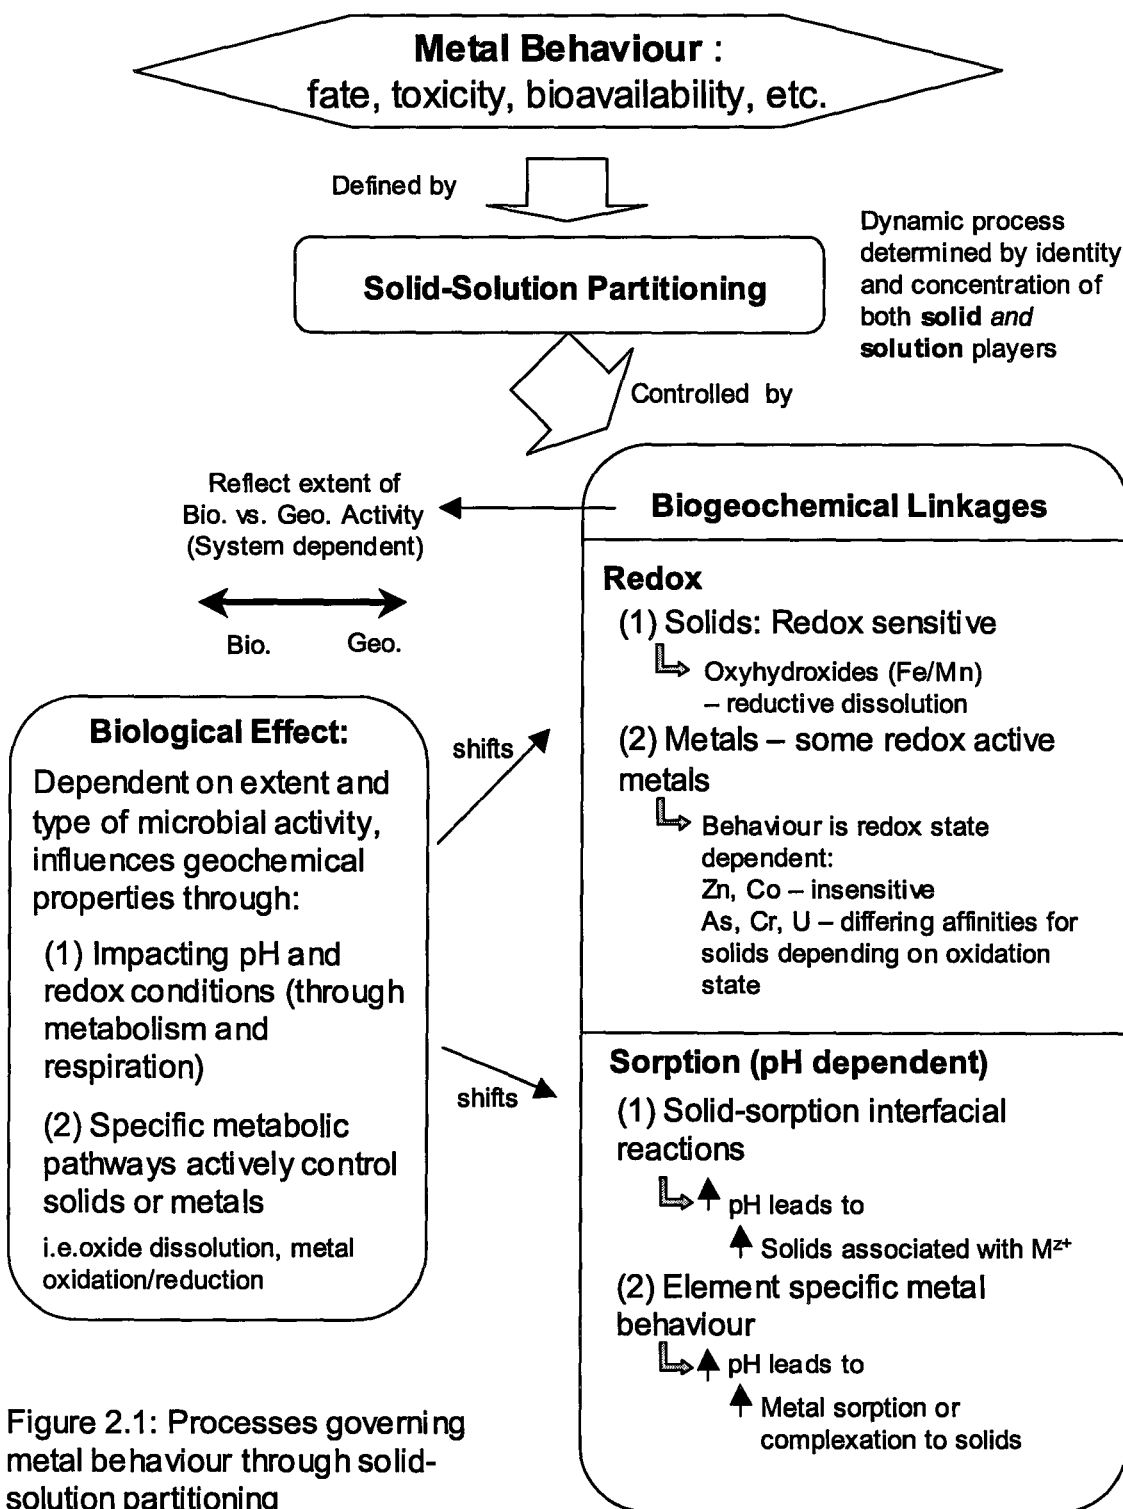 Metal Behaviour :
fate, toxicity, bioavailability, etc.
Defined by
Solid-Solution Partitioning
Dynamic process
determined by identity
and concentration of
both solid and
solution players
Controlled by
Reflect extent of
Bio. vs. Geo. Activity
(System dependent)
Bio. Geo.
Biogeochemical Linkages
Redox
(1) Solids: Redox sensitive
Oxyhydroxides (Fe/Mn)
– reductive dissolution
(2) Metals – some redox active
metals
Behaviour is redox state
dependent:
Zn, Co – insensitive
As, Cr, U – differing affinities for
solids depending on oxidation
state
Biological Effect:
Dependent on extent and
type of microbial activity,
influences geochemical
properties through:
(1) Impacting pH and
redox conditions (through
metabolism and
respiration)
(2) Specific metabolic
pathways actively control
solids or metals
i.e.oxide dissolution, metal
oxidation/reduction
shifts
shifts
Sorption (pH dependent)
(1) Solid-sorption interfacial
reactions
pH leads to
Solids associated with Mᶻ⁺
(2) Element specific metal
behaviour
pH leads to
Metal sorption or
complexation to solids
Figure 2.1: Processes governing
metal behaviour through solid-
solution partitioning